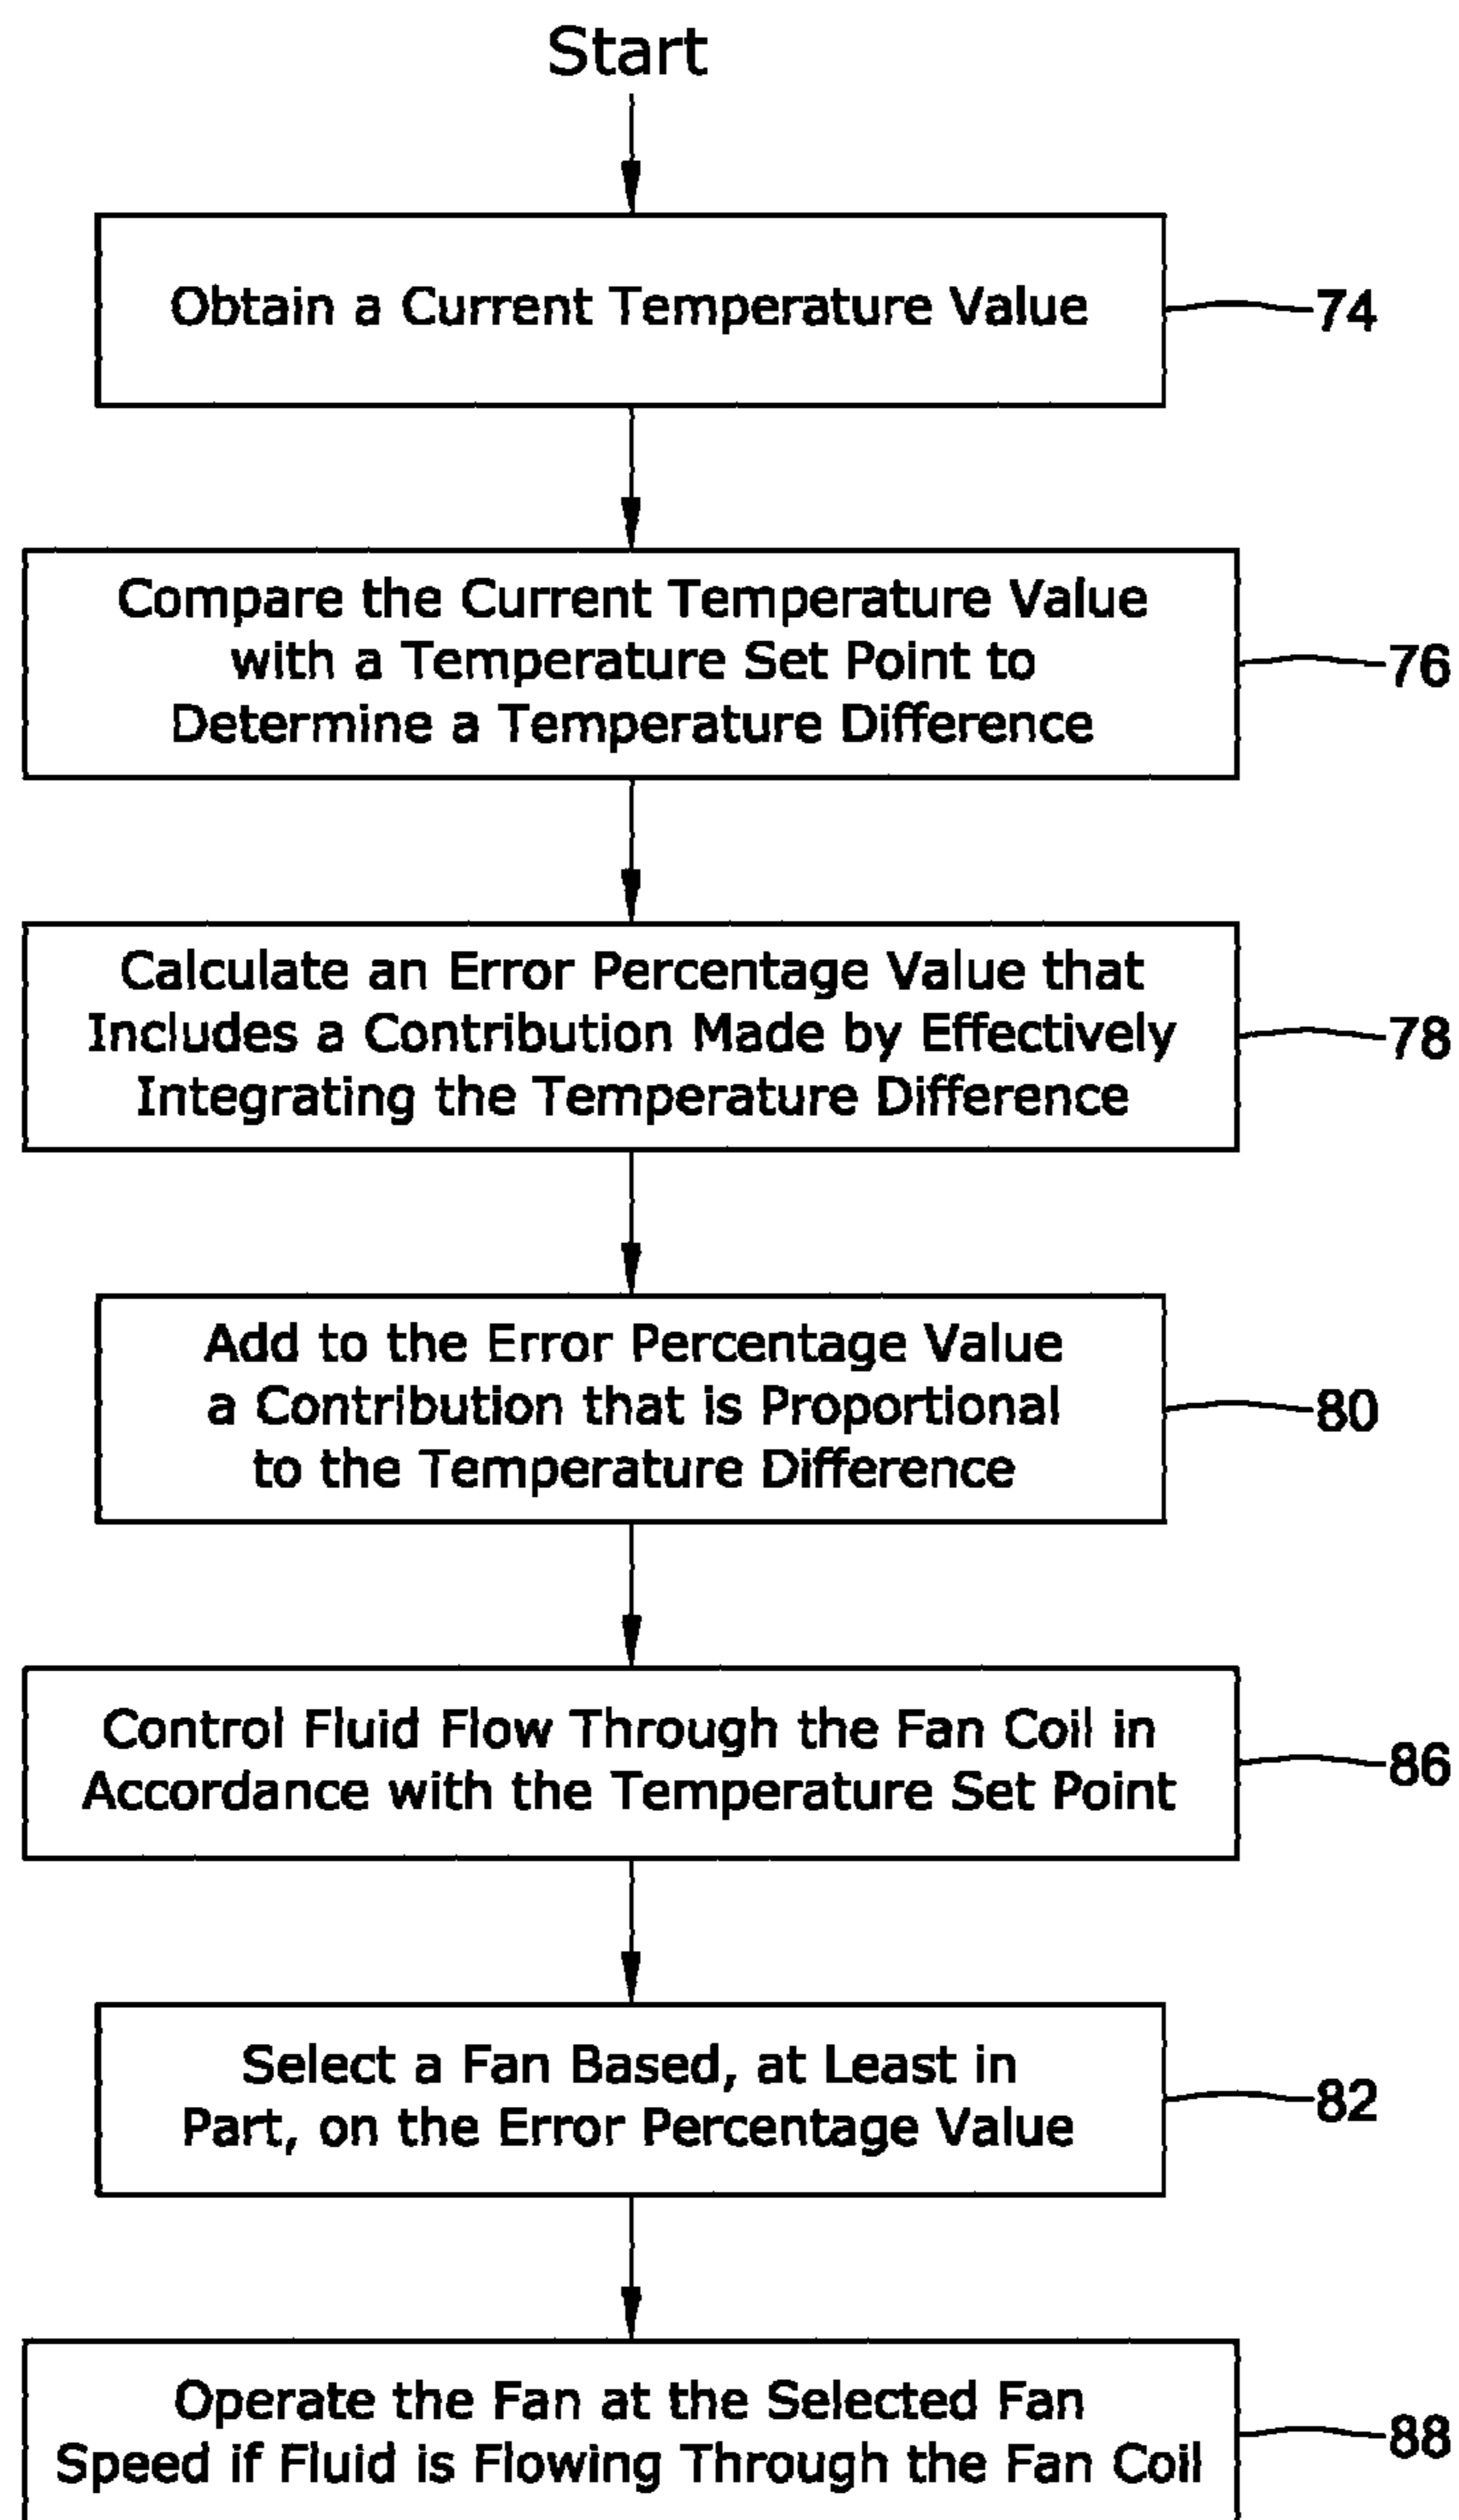 Start
Obtain a Current Temperature Value
74
Compare the Current Temperature Value
with a Temperature Set Point to
Determine a Temperature Difference
76
Calculate an Error Percentage Value that
Includes a Contribution Made by Effectively
Integrating the Temperature Difference
78
Add to the Error Percentage Value
a Contribution that is Proportional
to the Temperature Difference
80
Control Fluid Flow Through the Fan Coil in
Accordance with the Temperature Set Point
86
Select a Fan Based, at Least in
Part, on the Error Percentage Value
82
Operate the Fan at the Selected Fan
Speed if Fluid is Flowing Through the Fan Coil
88